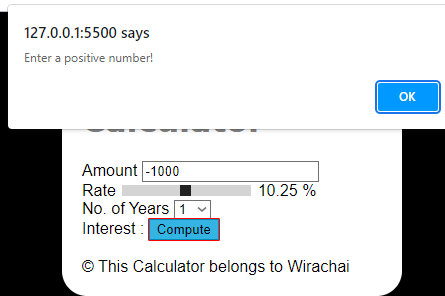 127.0.0.1:5500 says
Enter a positive number!
OK
Calculator
Amount -1000
Rate 10.25 %
No. of Years 1
Interest : Compute
© This Calculator belongs to Wirachai